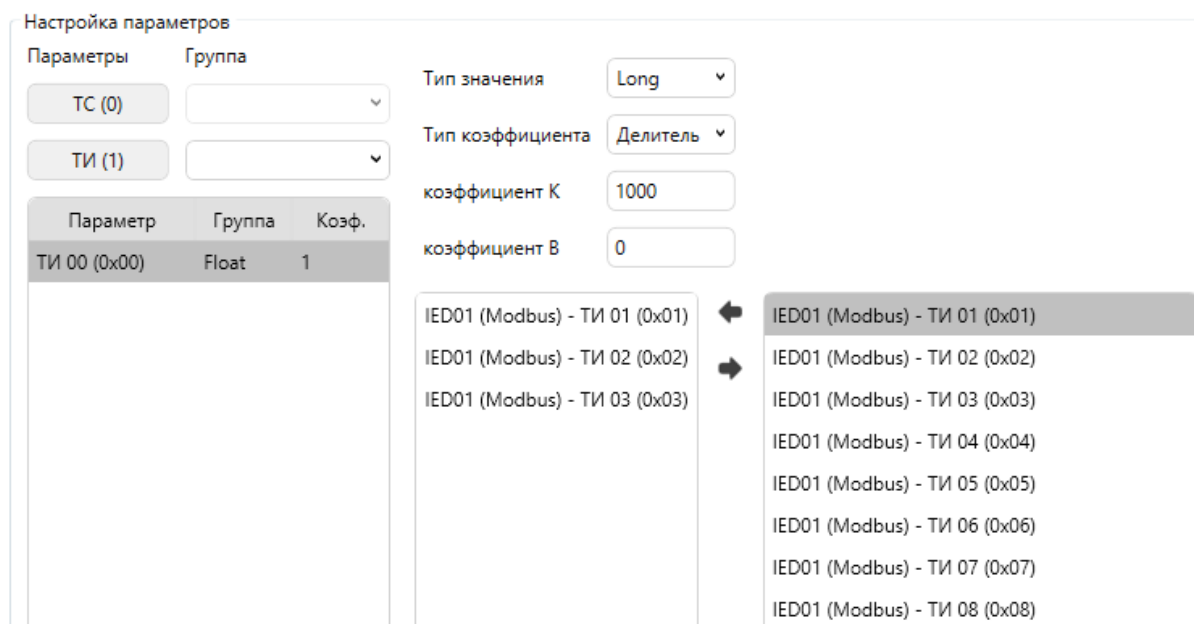 Настройка параметров
Параметры Группа
ТС (0)
ТИ (1)
Параметр Группа Коэф.
ТИ 00 (0x00) Float 1
Тип значения Long
Тип коэффициента Делитель
коэффициент K 1000
коэффициент B 0
IED01 (Modbus) - ТИ 01 (0x01)
IED01 (Modbus) - ТИ 02 (0x02)
IED01 (Modbus) - ТИ 03 (0x03)
IED01 (Modbus) - ТИ 01 (0x01)
IED01 (Modbus) - ТИ 02 (0x02)
IED01 (Modbus) - ТИ 03 (0x03)
IED01 (Modbus) - ТИ 04 (0x04)
IED01 (Modbus) - ТИ 05 (0x05)
IED01 (Modbus) - ТИ 06 (0x06)
IED01 (Modbus) - ТИ 07 (0x07)
IED01 (Modbus) - ТИ 08 (0x08)